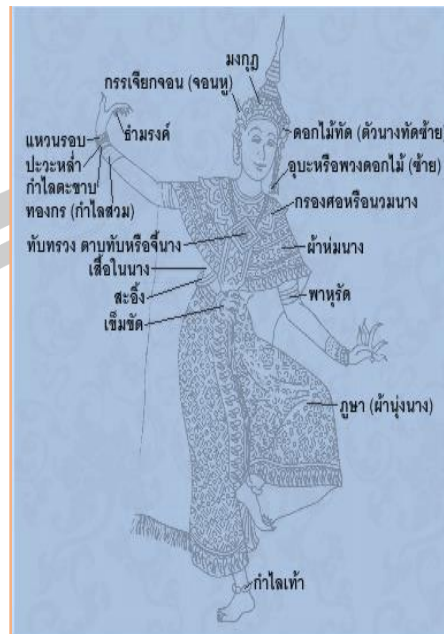 มงกุฎ
กรรเจียกจอน (จอนหู)
ดอกไม้ทัด (ตัวนางทัดซ้าย)
ธำมรงค์
แหวนรอบ
ปะวะหล่ำ
กำไลตะขาบ
ทองกร (กำไลสวม)
อุบะหรือพวงดอกไม้ (ซ้าย)
กรองศอหรือนวมนาง
ทับทรวง ตาบทับหรือจี้นาง
ผ้าห่มนาง
เสื้อในนาง
สะอิ้ง
พาหุรัด
เข็มขัด
ภูษา (ผ้านุ่งนาง)
กำไลเท้า